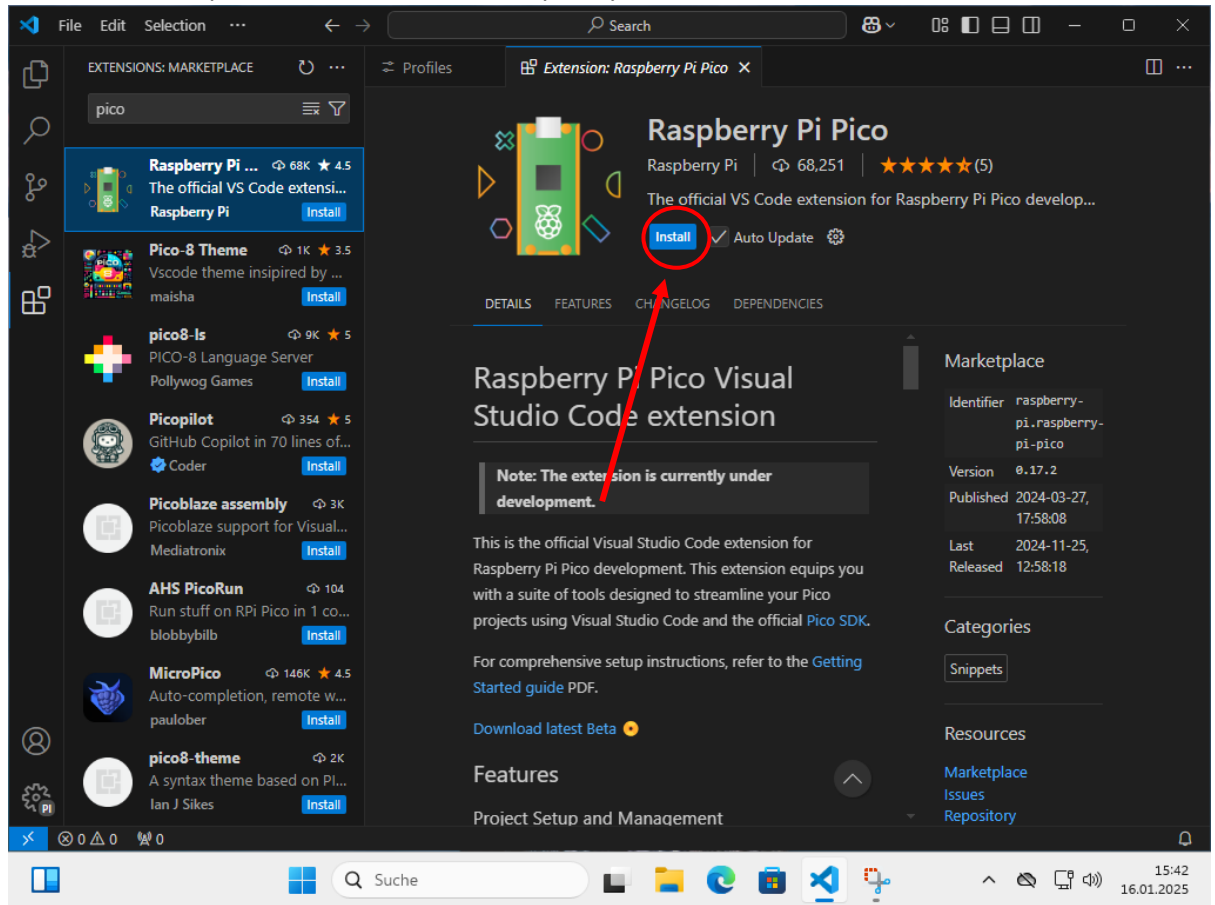 File Edit Selection ··· Search
EXTENSIONS: MARKETPLACE
Profiles
Extension: Raspberry Pi Pico
pico
Raspberry Pi ... 68K ★ 4.5
The official VS Code extensi...
Raspberry Pi Install
Pico-8 Theme 1K ★ 3.5
Vscode theme insipired by ...
maisha Install
pico8-ls 9K ★ 5
PICO-8 Language Server
Pollywog Games Install
Picopilot 354 ★ 5
GitHub Copilot in 70 lines of...
Coder Install
Picoblaze assembly 3K
Picoblaze support for Visual...
Mediatronix Install
AHS PicoRun 104
Run stuff on RPi Pico in 1 co...
blobbybilb Install
MicroPico 146K ★ 4.5
Auto-completion, remote w...
paulober Install
pico8-theme 2K
A syntax theme based on PI...
Ian J Sikes Install
Raspberry Pi Pico
Raspberry Pi 68,251 ★★★★★(5)
The official VS Code extension for Raspberry Pi Pico develop...
Install Auto Update
DETAILS FEATURES CHANGELOG DEPENDENCIES
Raspberry Pi Pico Visual
Studio Code extension
Note: The extension is currently under
development.
This is the official Visual Studio Code extension for
Raspberry Pi Pico development. This extension equips you
with a suite of tools designed to streamline your Pico
projects using Visual Studio Code and the official Pico SDK.
For comprehensive setup instructions, refer to the Getting
Started guide PDF.
Download latest Beta
Features
Project Setup and Management
Marketplace
Identifier raspberry-
pi.raspberry-
pi-pico
Version 0.17.2
Published 2024-03-27,
17:58:08
Last 2024-11-25,
Released 12:58:18
Categories
Snippets
Resources
Marketplace
Issues
Repository
PI
0 0 0
Suche
15:42
16.01.2025